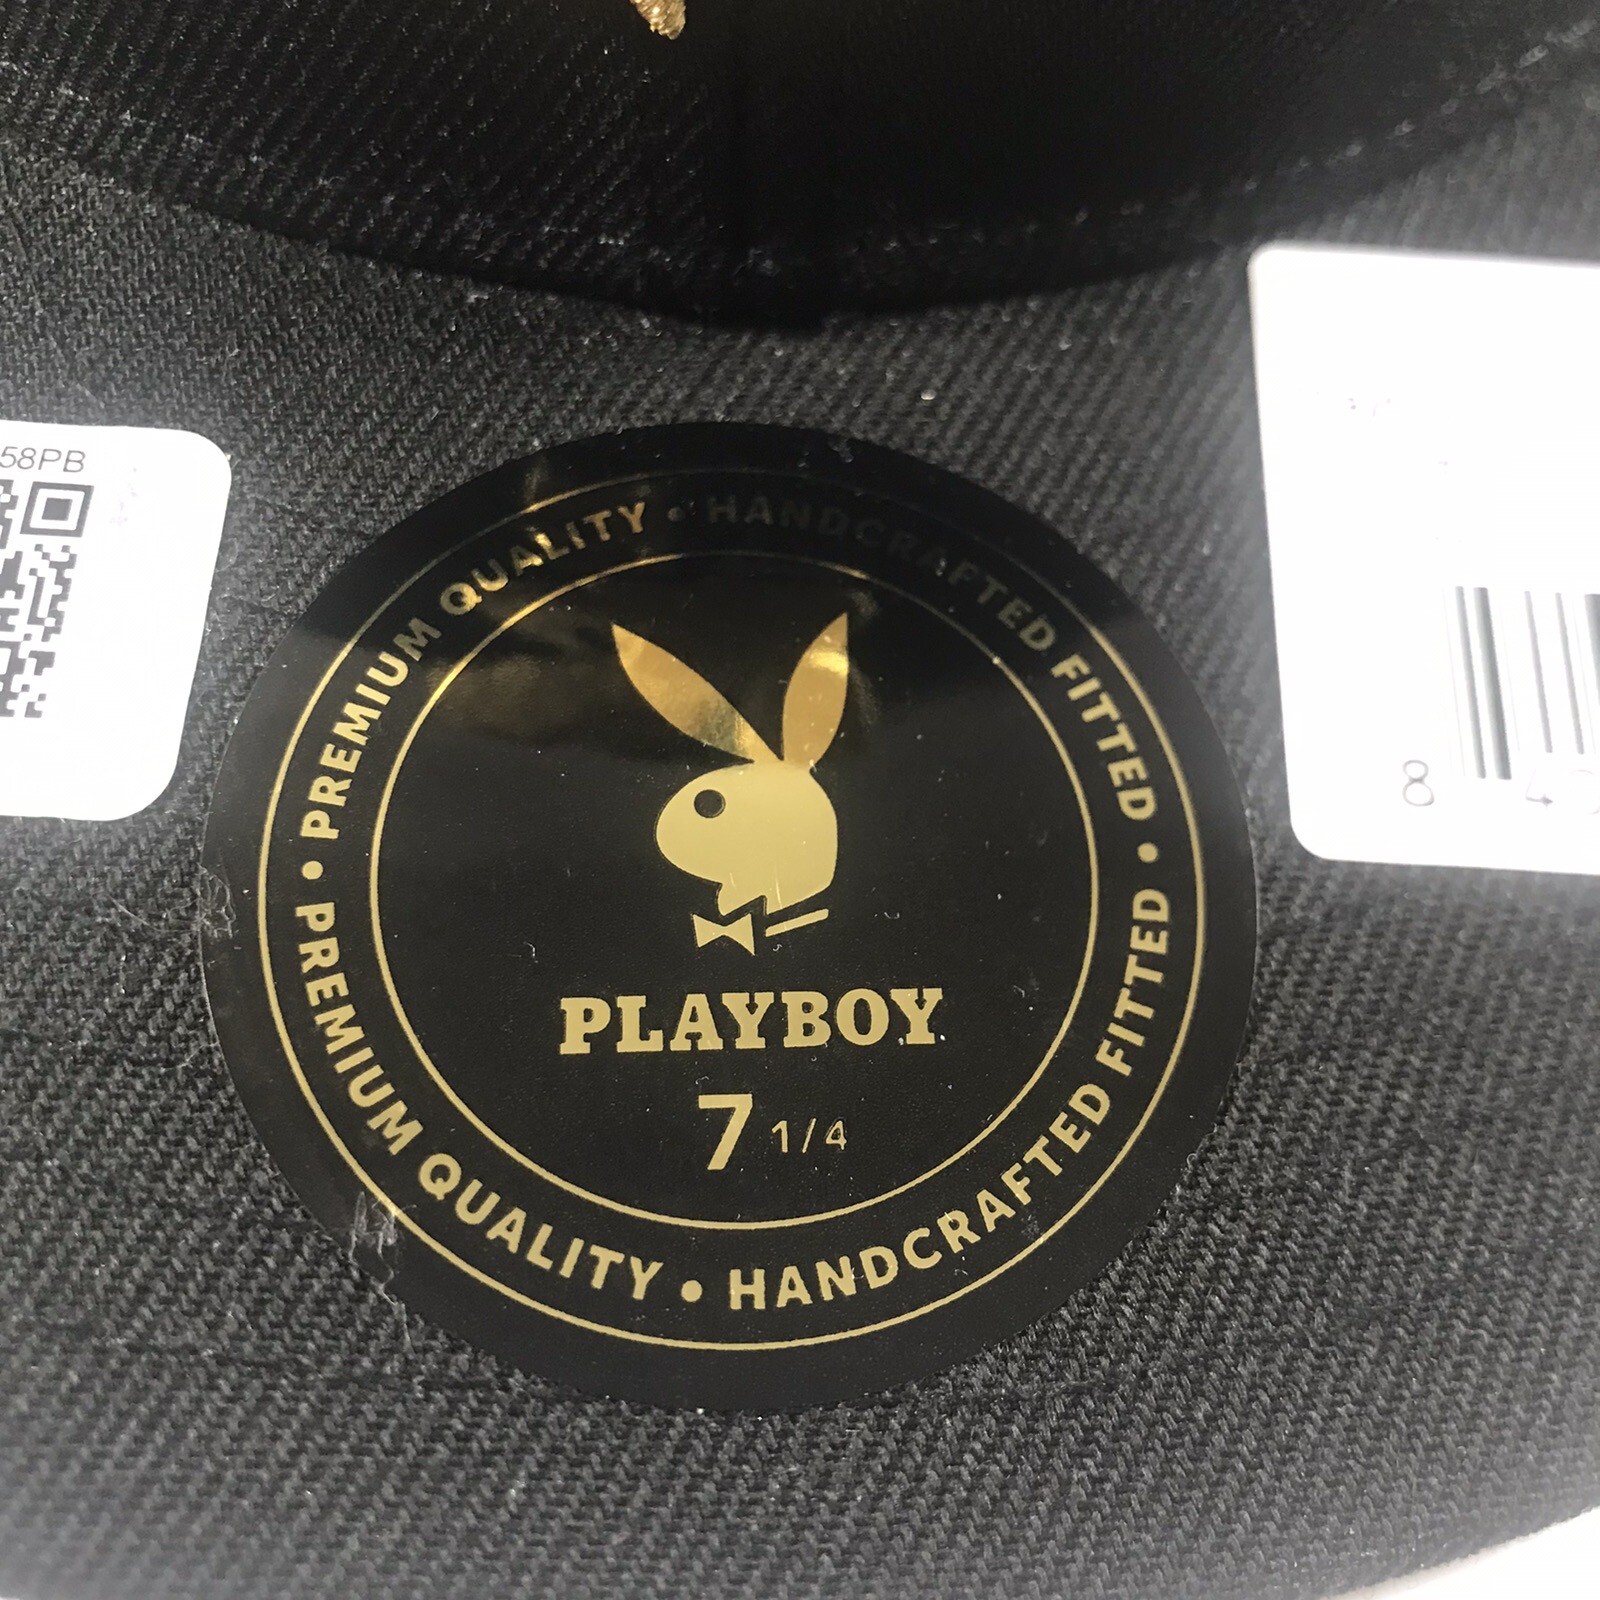 58PB
PREMIUM QUALITY • HANDCRAFTED FITTED •
PLAYBOY
7 1/4
PREMIUM QUALITY • HANDCRAFTED FITTED •
8